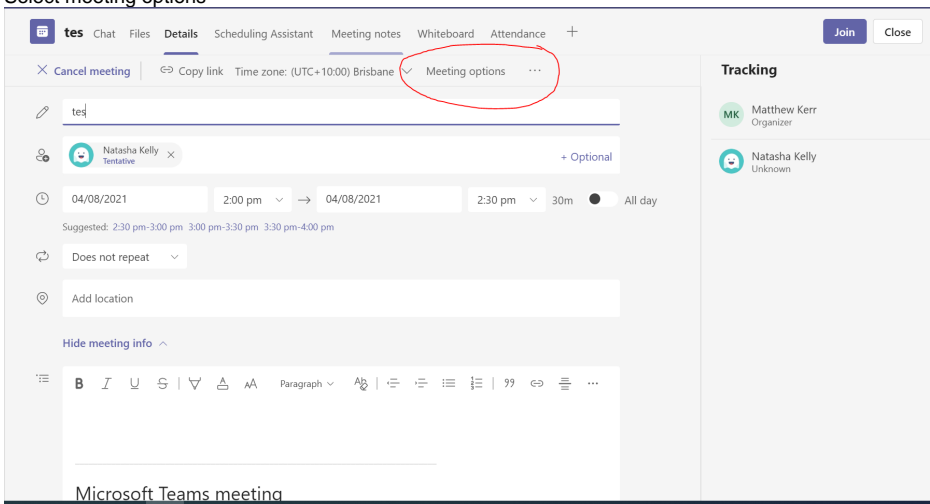 Select meeting options
tes Chat Files Details Scheduling Assistant Meeting notes Whiteboard Attendance + Join Close
Cancel meeting Copy link Time zone: (UTC+10:00) Brisbane Meeting options ... Tracking
tes
MK Matthew Kerr
Organizer
Natasha Kelly
Tentative
+ Optional
Natasha Kelly
Unknown
04/08/2021 2:00 pm → 04/08/2021 2:30 pm 30m All day
Suggested: 2:30 pm-3:00 pm 3:00 pm-3:30 pm 3:30 pm-4:00 pm
Does not repeat
Add location
Hide meeting info
B I U S A AA Paragraph Ab 99 ...
Microsoft Teams meeting